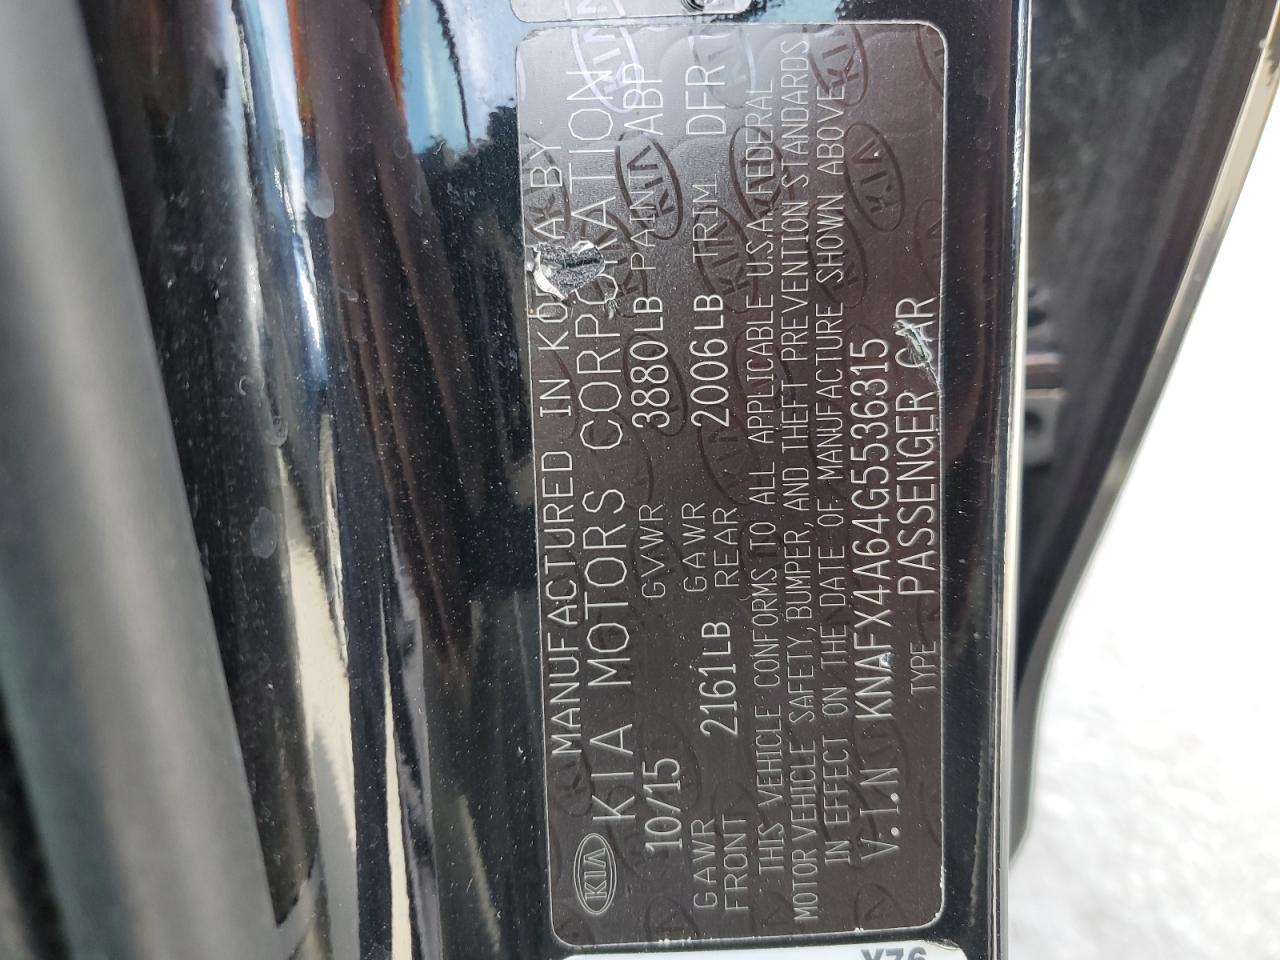 MANUFACTURED IN KOREA BY
KIA KIA MOTORS CORPORATION
10/15 GVWR 3880LB PAINT ABP
GAWR FRONT 2161LB GAWR REAR 2006LB TRIM DFR
THIS VEHICLE CONFORMS TO ALL APPLICABLE U.S.A. FEDERAL
MOTOR VEHICLE SAFETY, BUMPER, AND THEFT PREVENTION STANDARDS
IN EFFECT ON THE DATE OF MANUFACTURE SHOWN ABOVE
V.I.N KNAFX4A64G5536315
TYPE PASSENGER CAR